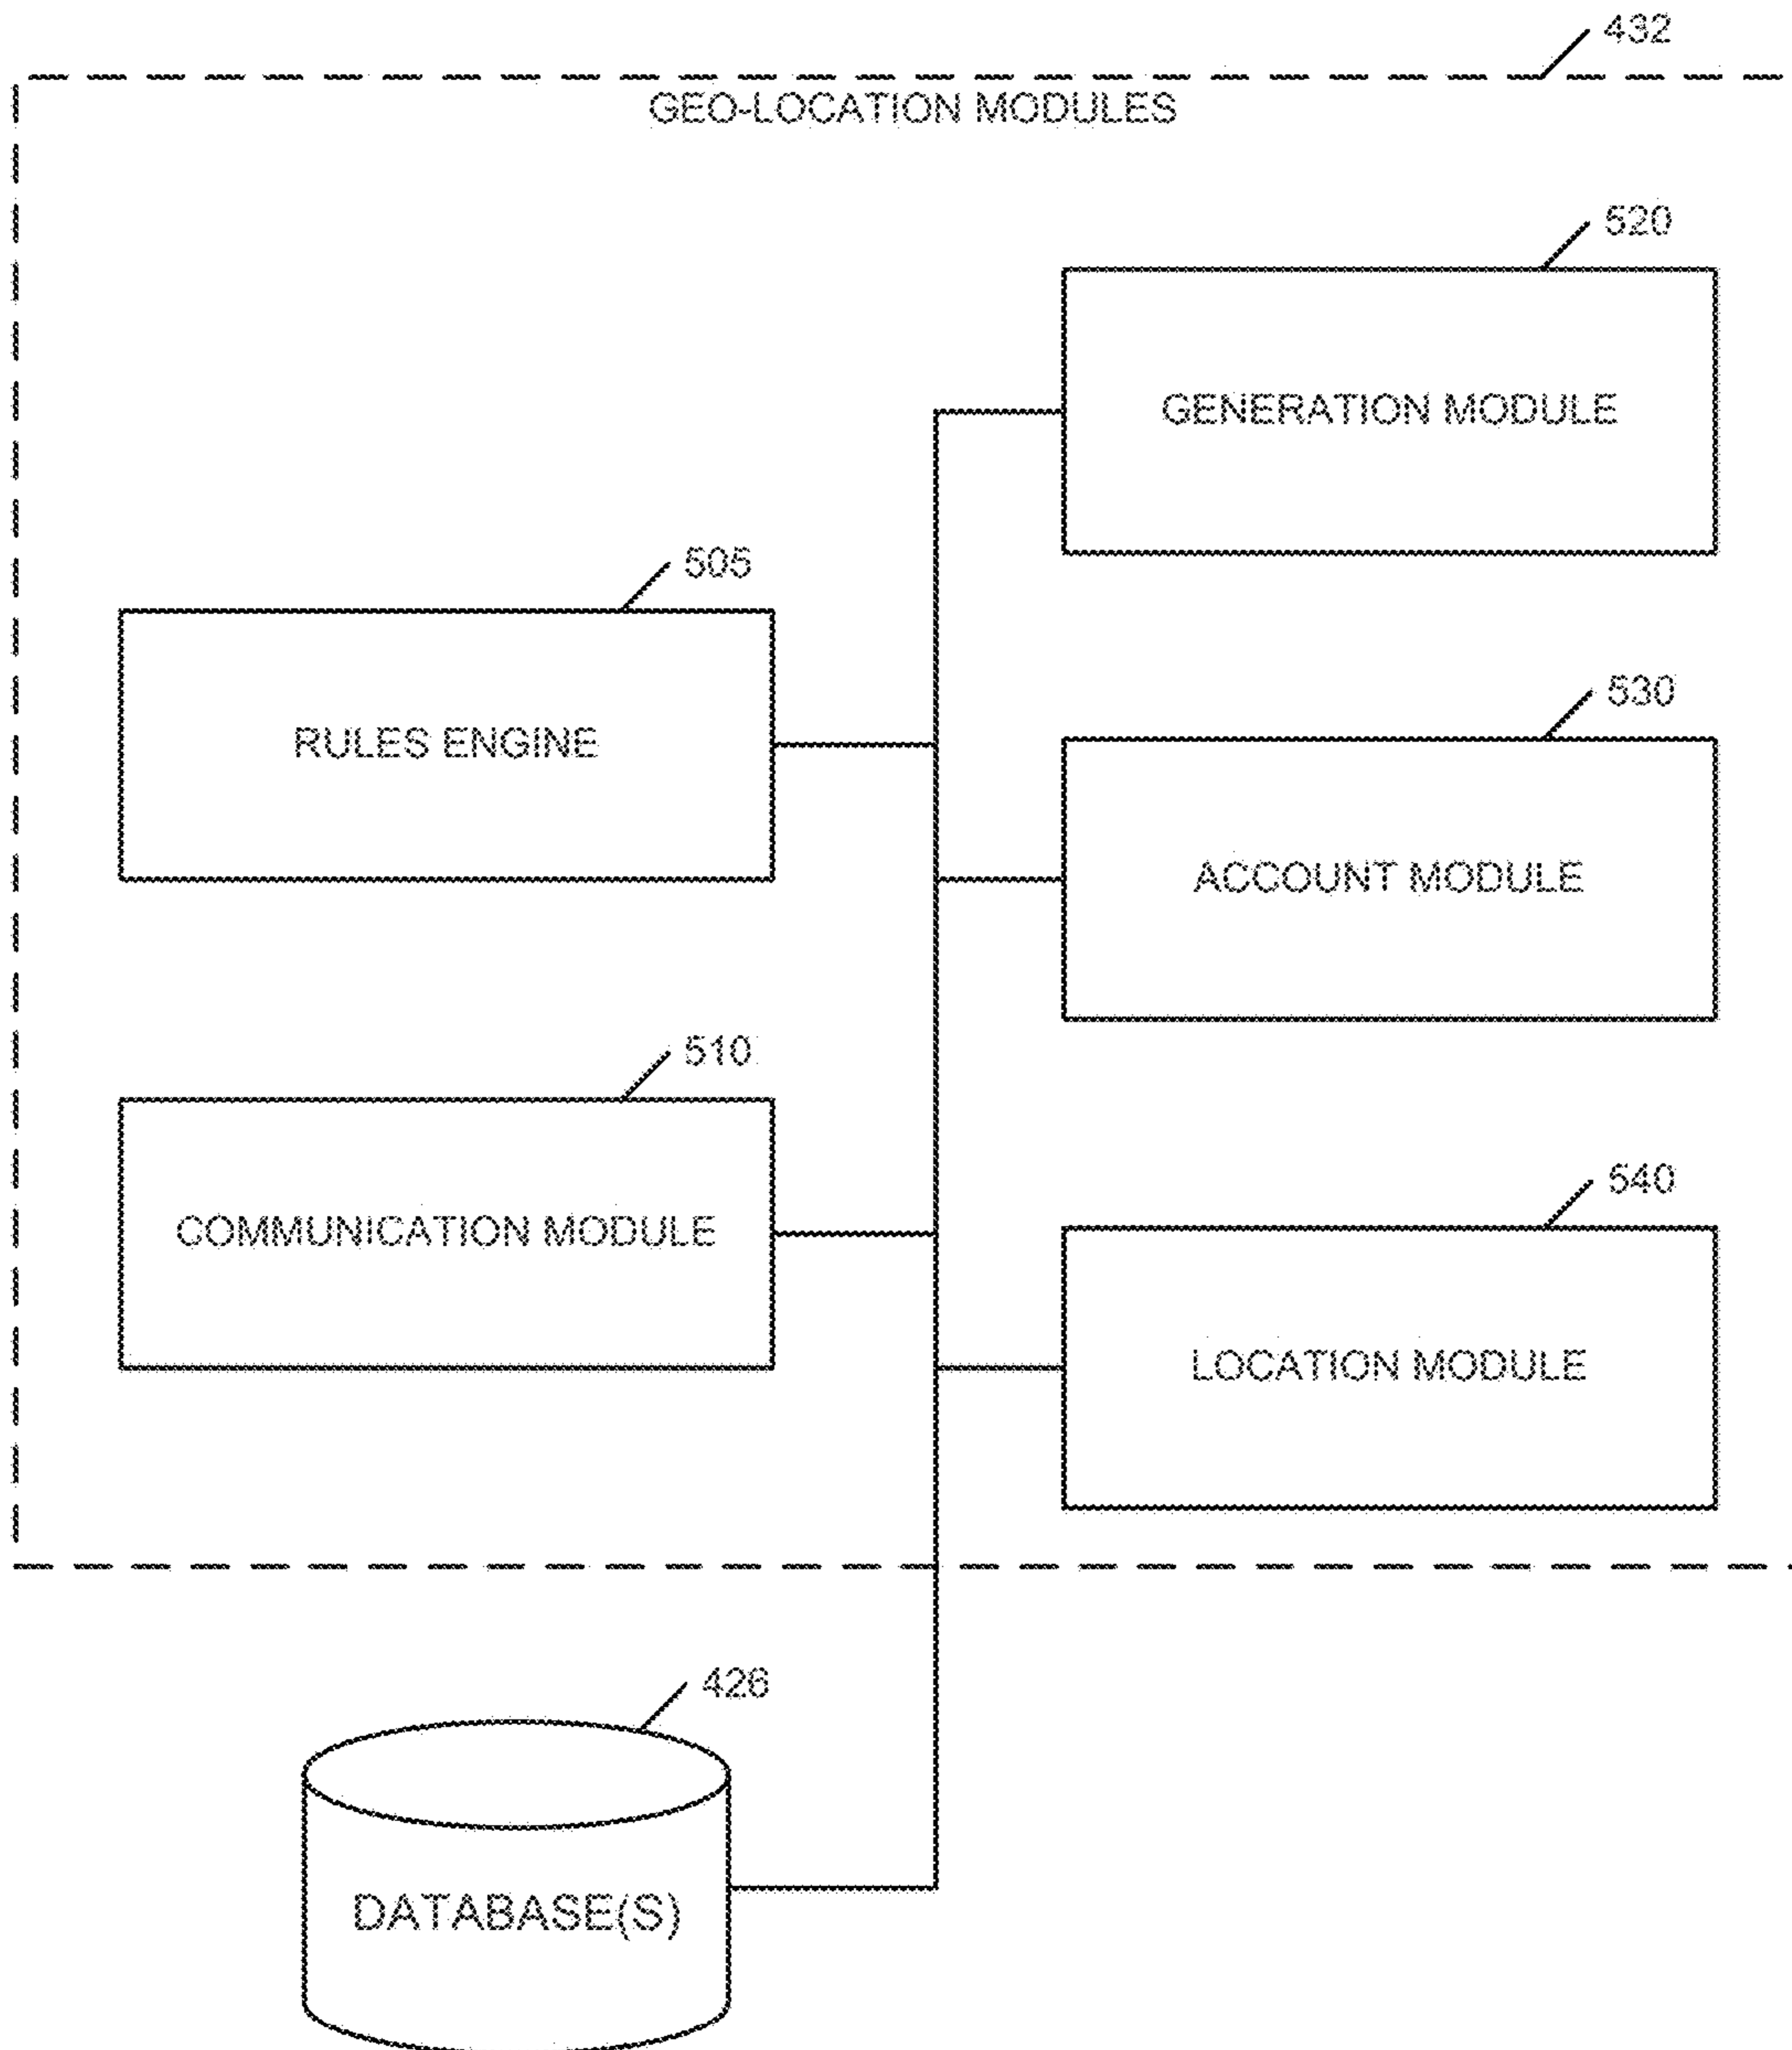 432
GEO-LOCATION MODULES
520
GENERATION MODULE
505
RULES ENGINE
530
ACCOUNT MODULE
510
COMMUNICATION MODULE
540
LOCATION MODULE
426
DATABASE(S)